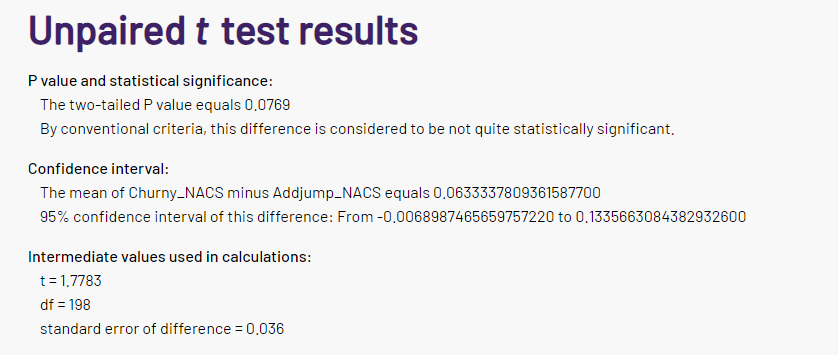 Unpaired t test results
P value and statistical significance:
The two-tailed P value equals 0.0769
By conventional criteria, this difference is considered to be not quite statistically significant.
Confidence interval:
The mean of Churny_NACS minus Addjump_NACS equals 0.0633337809361587700
95% confidence interval of this difference: From -0.0068987465659757220 to 0.1335663084382932600
Intermediate values used in calculations:
t = 1.7783
df = 198
standard error of difference = 0.036